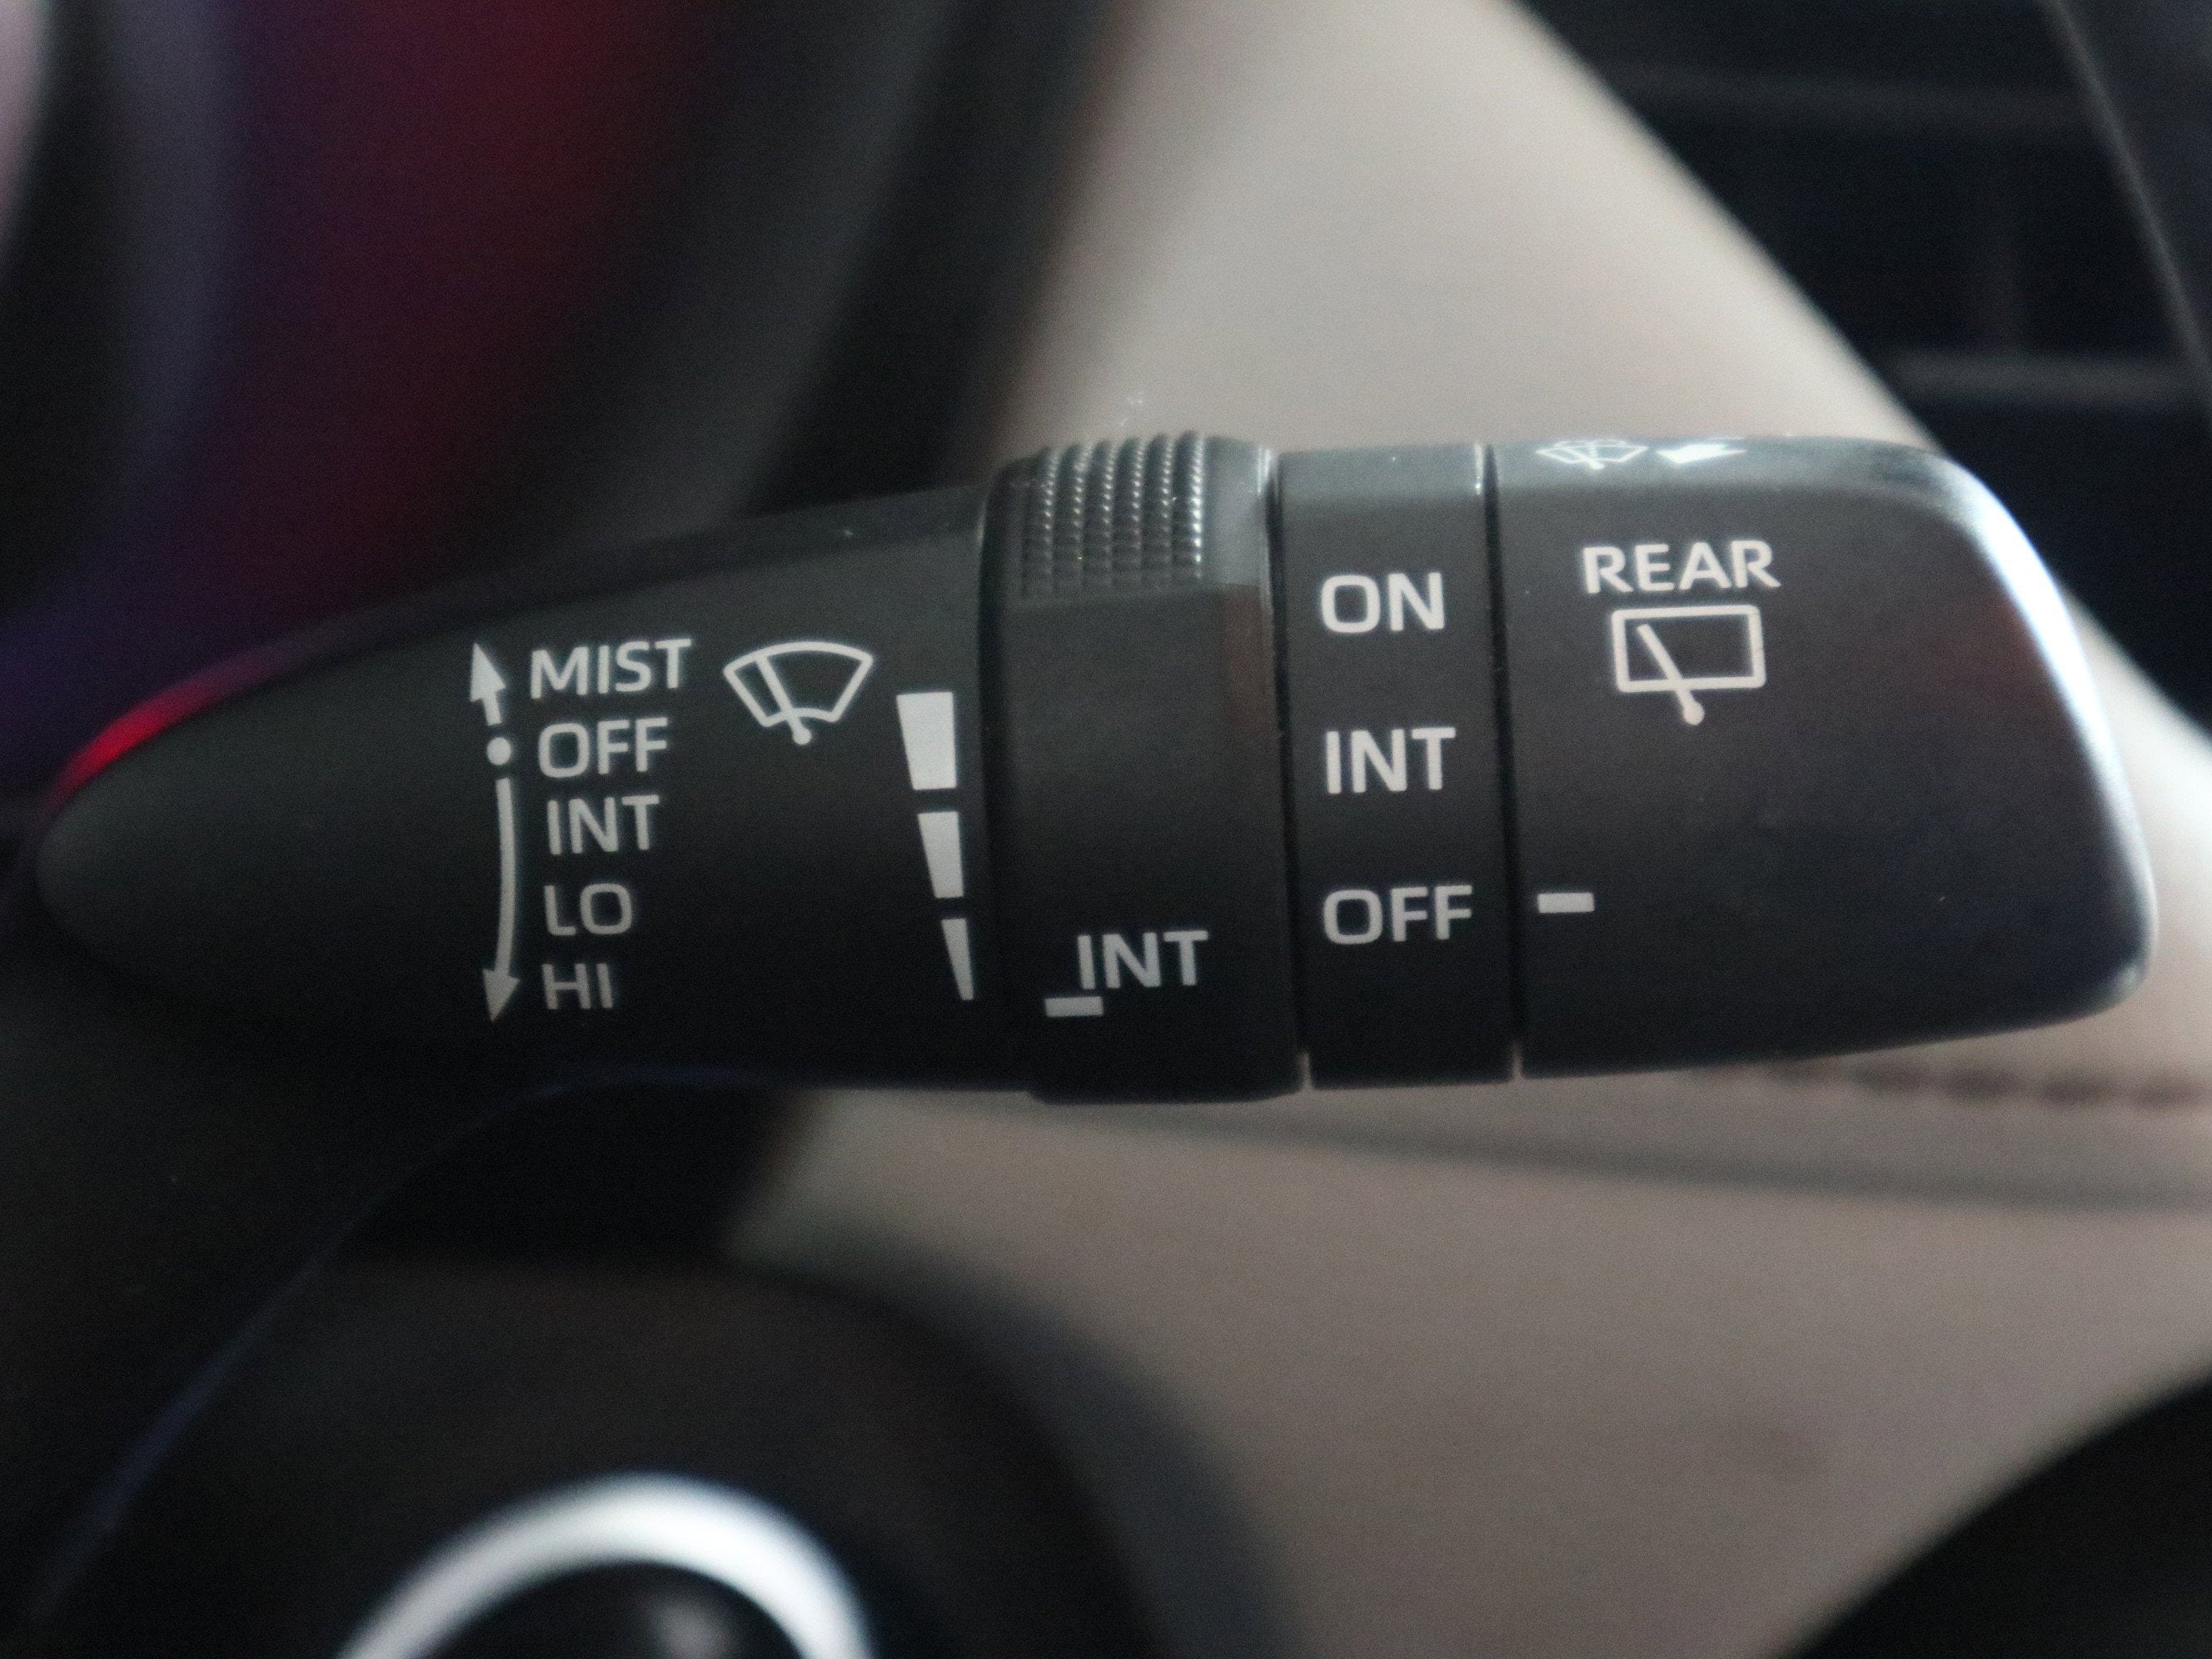 MIST
OFF
INT
LO
HI
INT
ON
INT
OFF
REAR